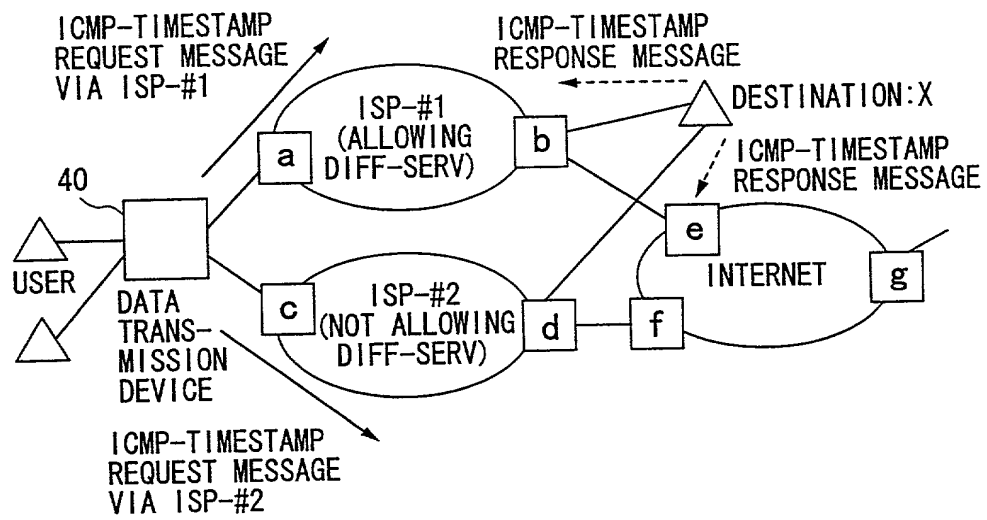 ICMP-TIMESTAMP
REQUEST MESSAGE
VIA ISP-#1
ICMP-TIMESTAMP
RESPONSE MESSAGE
DESTINATION:X
ISP-#1
(ALLOWING
DIFF-SERV)
a
b
ICMP-TIMESTAMP
RESPONSE MESSAGE
40
USER
DATA
TRANS-
MISSION
DEVICE
e
INTERNET
g
c
ISP-#2
(NOT ALLOWING
DIFF-SERV)
d
f
ICMP-TIMESTAMP
REQUEST MESSAGE
VIA ISP-#2